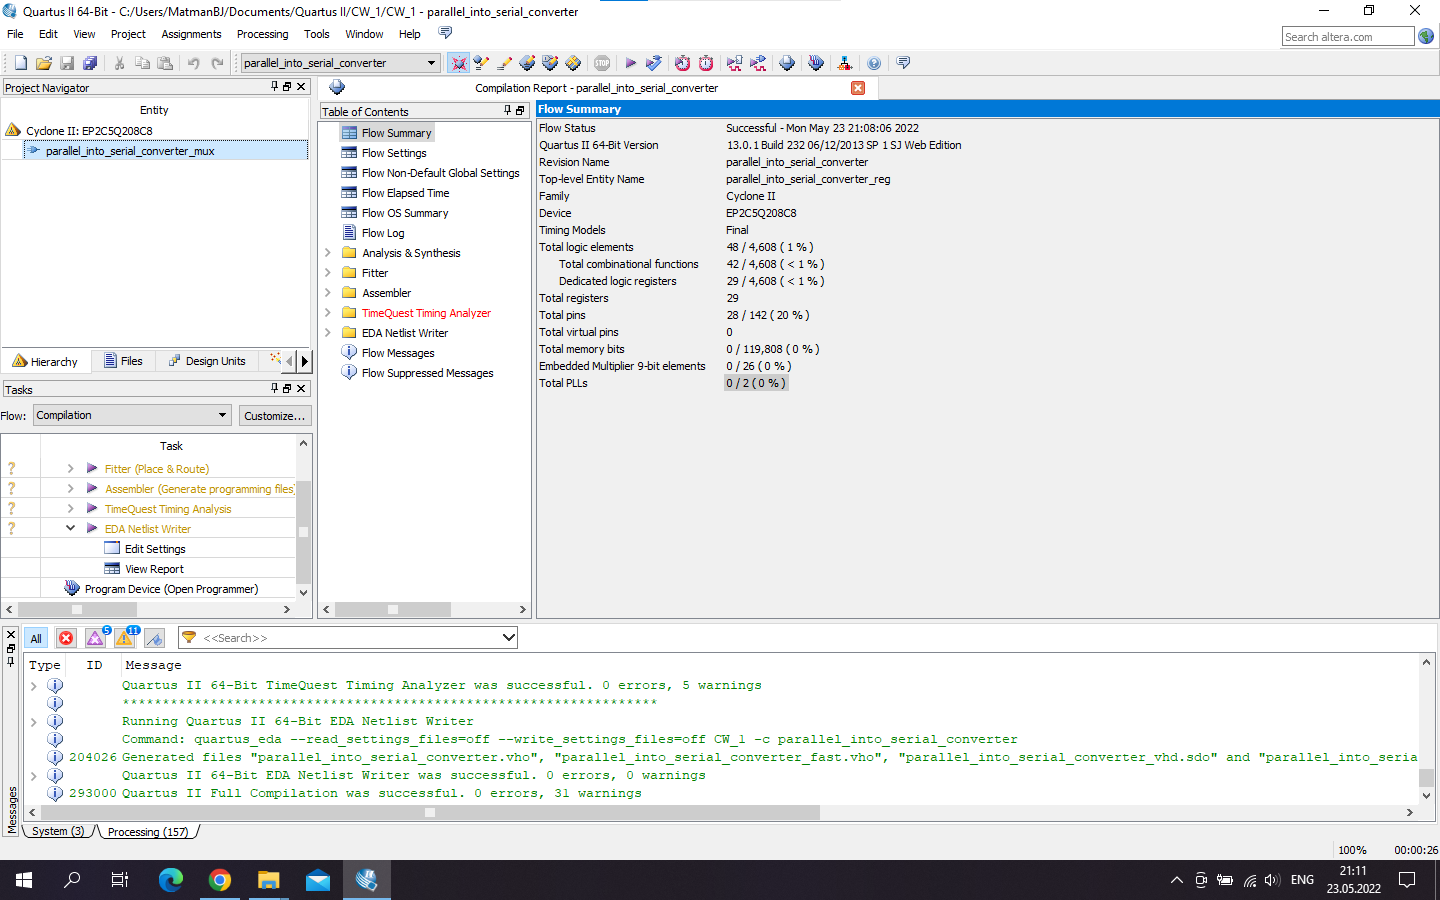 Quartus II 64-Bit - C:/Users/MatmanBJ/Documents/Quartus II/CW_1/CW_1 - parallel_into_serial_converter
File Edit View Project Assignments Processing Tools Window Help
Search altera.com
parallel_into_serial_converter
Project Navigator
Entity
Cyclone II: EP2C5Q208C8
parallel_into_serial_converter_mux
Hierarchy Files Design Units
Tasks
Flow: Compilation Customize...
Task
Fitter (Place & Route)
Assembler (Generate programming files)
TimeQuest Timing Analysis
EDA Netlist Writer
Edit Settings
View Report
Program Device (Open Programmer)
Compilation Report - parallel_into_serial_converter
Table of Contents
Flow Summary
Flow Settings
Flow Non-Default Global Settings
Flow Elapsed Time
Flow OS Summary
Flow Log
Analysis & Synthesis
Fitter
Assembler
TimeQuest Timing Analyzer
EDA Netlist Writer
Flow Messages
Flow Suppressed Messages
Flow Summary
Flow Status Successful - Mon May 23 21:08:06 2022
Quartus II 64-Bit Version 13.0.1 Build 232 06/12/2013 SP 1 SJ Web Edition
Revision Name parallel_into_serial_converter
Top-level Entity Name parallel_into_serial_converter_reg
Family Cyclone II
Device EP2C5Q208C8
Timing Models Final
Total logic elements 48 / 4,608 ( 1 % )
Total combinational functions 42 / 4,608 ( < 1 % )
Dedicated logic registers 29 / 4,608 ( < 1 % )
Total registers 29
Total pins 28 / 142 ( 20 % )
Total virtual pins 0
Total memory bits 0 / 119,808 ( 0 % )
Embedded Multiplier 9-bit elements 0 / 26 ( 0 % )
Total PLLs 0 / 2 ( 0 % )
All 5 11 <<Search>>
Type ID Message
Quartus II 64-Bit TimeQuest Timing Analyzer was successful. 0 errors, 5 warnings
*******************************************************************
Running Quartus II 64-Bit EDA Netlist Writer
Command: quartus_eda --read_settings_files=off --write_settings_files=off CW_1 -c parallel_into_serial_converter
204026 Generated files "parallel_into_serial_converter.vho", "parallel_into_serial_converter_fast.vho", "parallel_into_serial_converter_vhd.sdo" and "parallel_into_seria
Quartus II 64-Bit EDA Netlist Writer was successful. 0 errors, 0 warnings
293000 Quartus II Full Compilation was successful. 0 errors, 31 warnings
Messages
System (3) Processing (157)
100% 00:00:26
ENG 21:11
23.05.2022